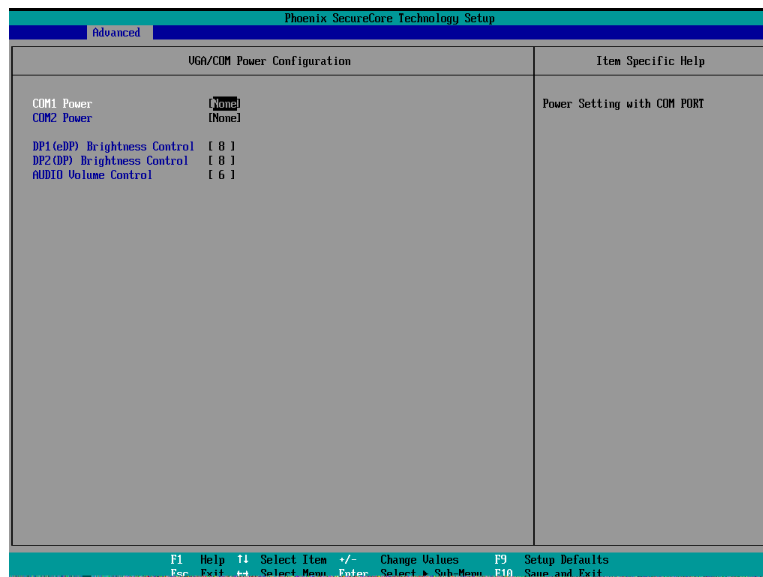 Phoenix SecureCore Technology Setup
Advanced
VGA/COM Power Configuration
Item Specific Help
COM1 Power [None]
Power Setting with COM PORT
COM2 Power [None]
DP1(eDP) Brightness Control [ 8 ]
DP2(DP) Brightness Control [ 8 ]
AUDIO Volume Control [ 6 ]
F1 Help ↑↓ Select Item +/- Change Values F9 Setup Defaults
Esc Exit ←→ Select Menu Enter Select ▶ Sub-Menu F10 Save and Exit